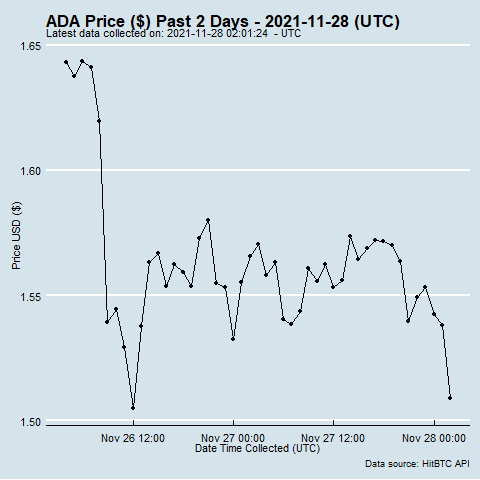 ADA Price ($) Past 2 Days - 2021-11-28 (UTC)
Latest data collected on: 2021-11-28 02:01:24 - UTC
1.65
1.60
1.55
1.50
Price USD ($)
Nov 26 12:00 Nov 27 00:00 Nov 27 12:00 Nov 28 00:00
Date Time Collected (UTC)
Data source: HitBTC API